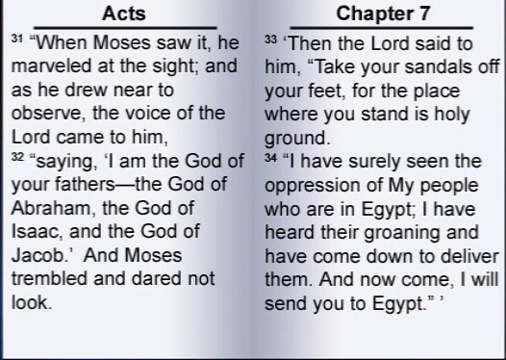 Acts
31 “When Moses saw it, he
marveled at the sight; and
as he drew near to
observe, the voice of the
Lord came to him,
32 “saying, ‘I am the God of
your fathers—the God of
Abraham, the God of
Isaac, and the God of
Jacob.’ And Moses
trembled and dared not
look.
Chapter 7
33 ‘Then the Lord said to
him, “Take your sandals off
your feet, for the place
where you stand is holy
ground.
34 “I have surely seen the
oppression of My people
who are in Egypt; I have
heard their groaning and
have come down to deliver
them. And now come, I will
send you to Egypt.” ’